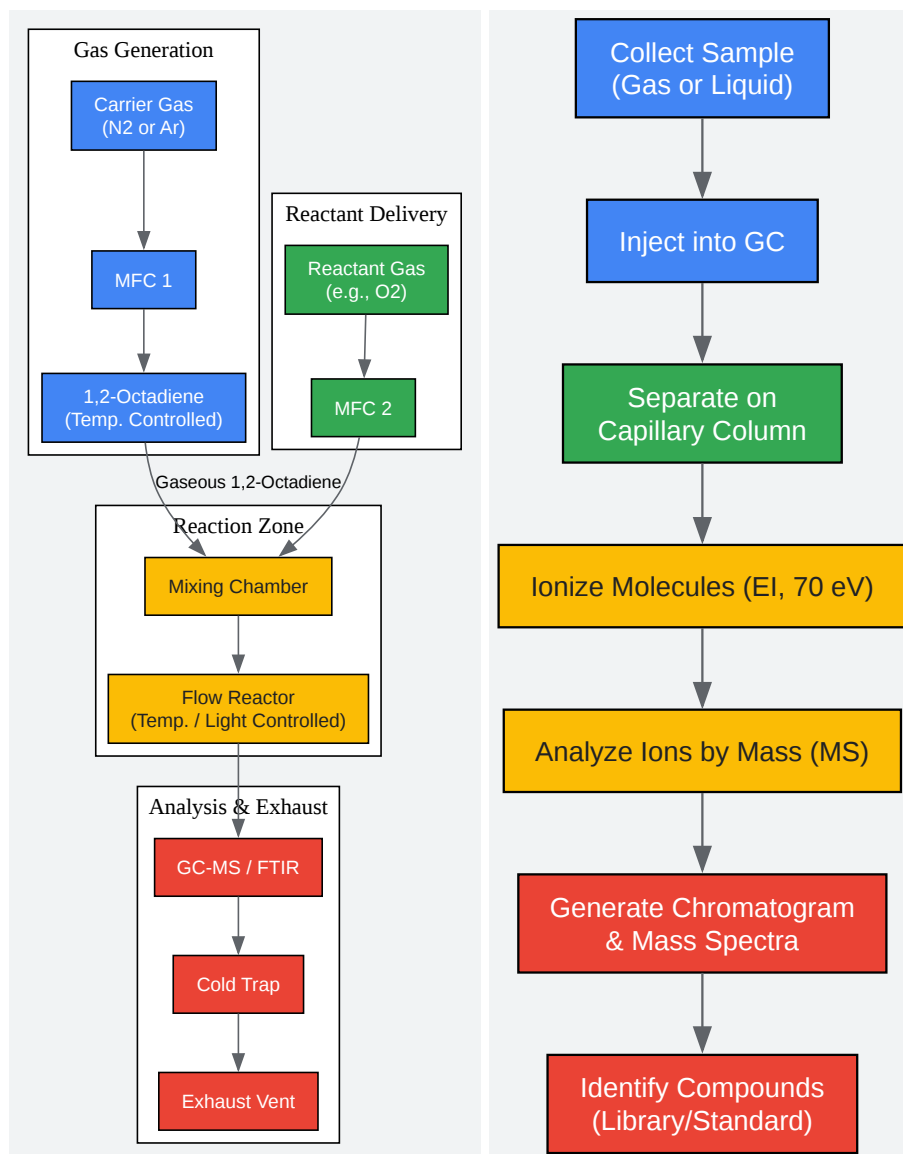 Gas Generation
Carrier Gas
(N2 or Ar)
MFC 1
1,2-Octadiene
(Temp. Controlled)
Reactant Delivery
Reactant Gas
(e.g., O2)
MFC 2
Gaseous 1,2-Octadiene
Reaction Zone
Mixing Chamber
Flow Reactor
(Temp. / Light Controlled)
Analysis & Exhaust
GC-MS / FTIR
Cold Trap
Exhaust Vent
Collect Sample
(Gas or Liquid)
Inject into GC
Separate on
Capillary Column
Ionize Molecules (EI, 70 eV)
Analyze Ions by Mass (MS)
Generate Chromatogram
& Mass Spectra
Identify Compounds
(Library/Standard)